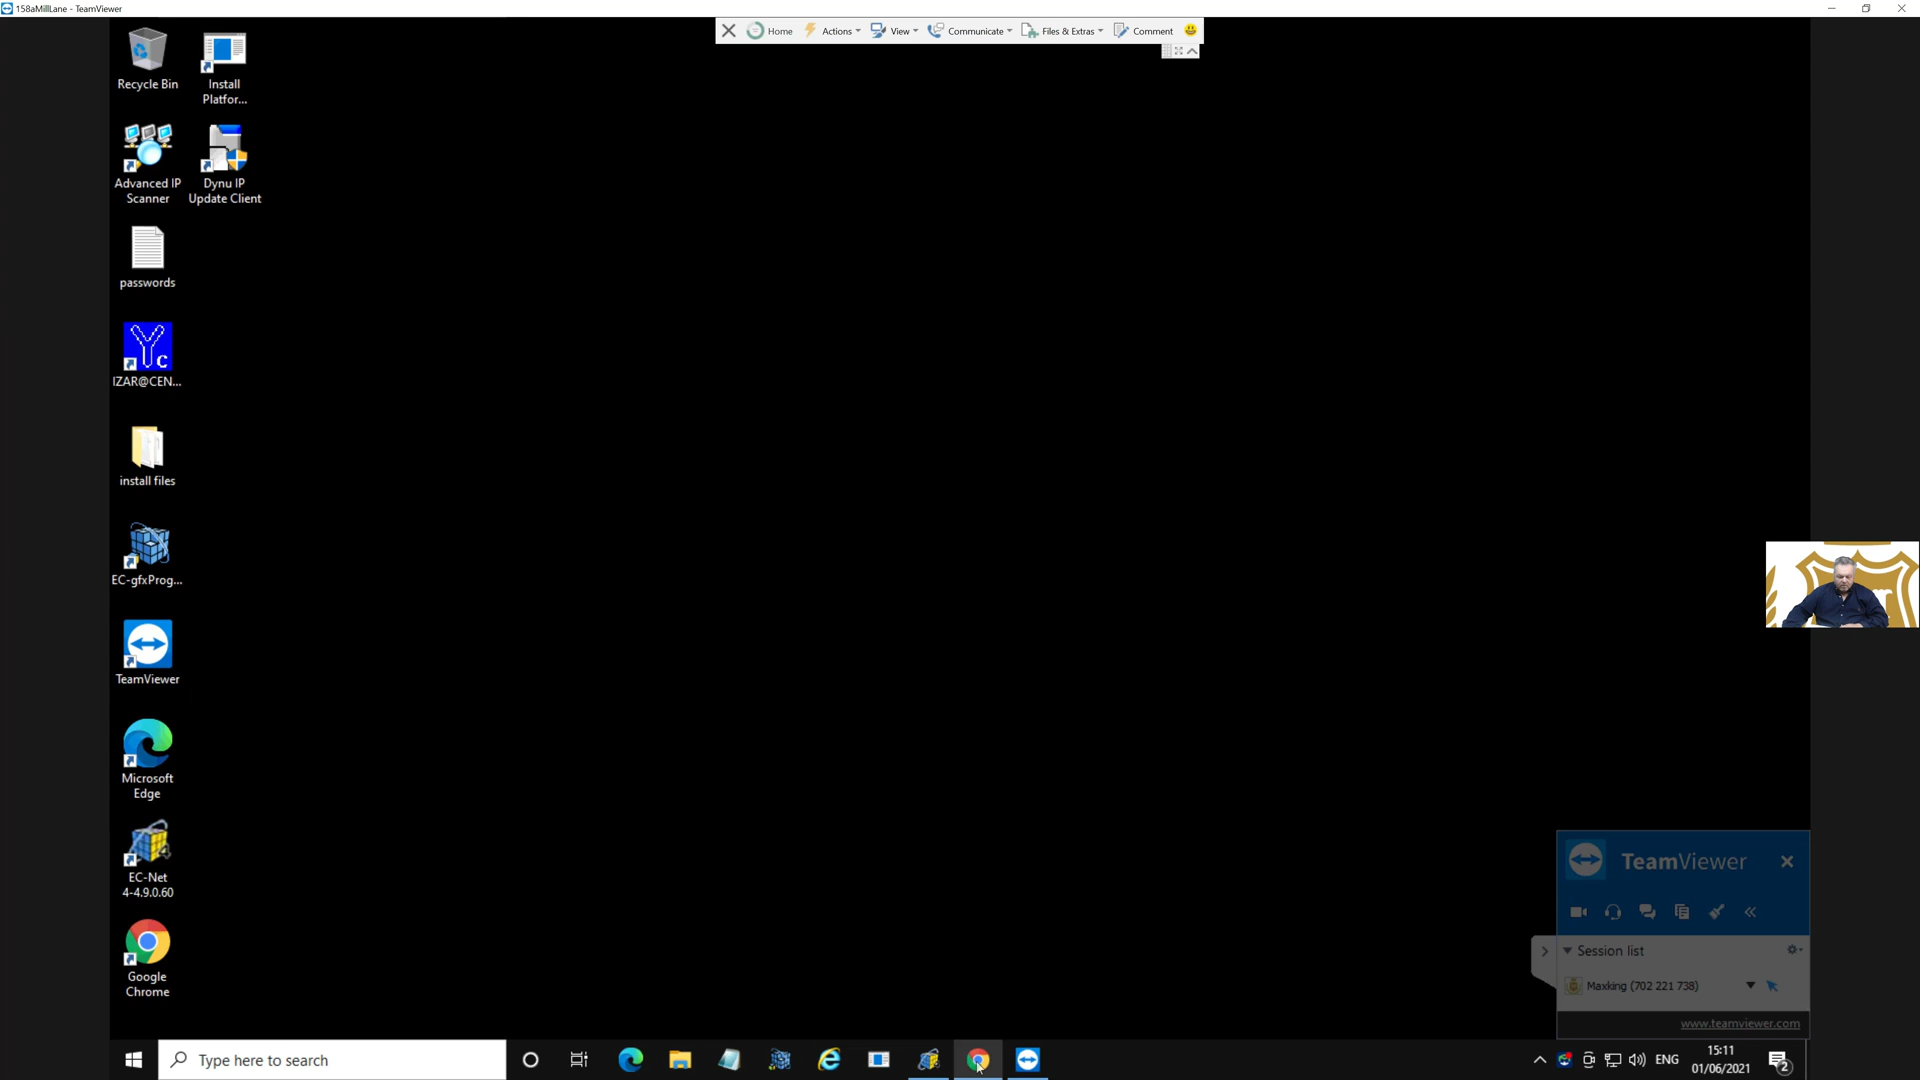 158aMillLane - TeamViewer
Home
Actions
View
Communicate
Files & Extras
Comment
Recycle Bin
Install
Platfor...
Advanced IP
Scanner
Dynu IP
Update Client
passwords
Yc
IZAR@CEN...
install files
EC-gfxProg...
TeamViewer
Microsoft
Edge
EC-Net
4-4.9.0.60
Google
Chrome
TeamViewer
Session list
Maxking (702 221 738)
www.teamviewer.com
Type here to search
ENG
15:11
01/06/2021
2